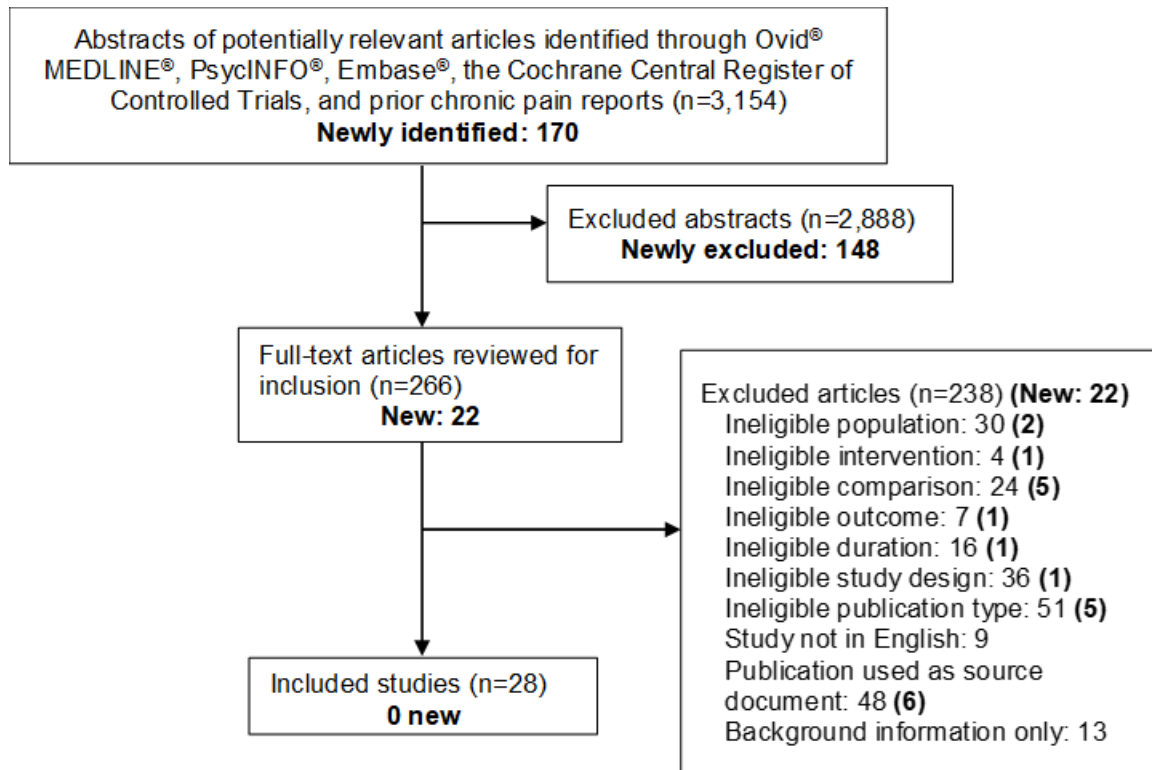 Abstracts of potentially relevant articles identified through Ovid®
MEDLINE®, PsycINFO®, Embase®, the Cochrane Central Register of
Controlled Trials, and prior chronic pain reports (n=3,154)
Newly identified: 170
Excluded abstracts (n=2,888)
Newly excluded: 148
Full-text articles reviewed for
inclusion (n=266)
New: 22
Excluded articles (n=238) (New: 22)
Ineligible population: 30 (2)
Ineligible intervention: 4 (1)
Ineligible comparison: 24 (5)
Ineligible outcome: 7 (1)
Ineligible duration: 16 (1)
Ineligible study design: 36 (1)
Ineligible publication type: 51 (5)
Study not in English: 9
Publication used as source
document: 48 (6)
Background information only: 13
Included studies (n=28)
0 new